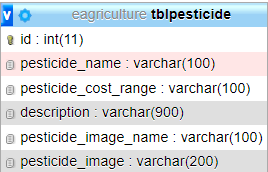 v eagriculture tblpesticide
id : int(11)
pesticide_name : varchar(100)
pesticide_cost_range : varchar(100)
description : varchar(900)
pesticide_image_name : varchar(100)
pesticide_image : varchar(200)